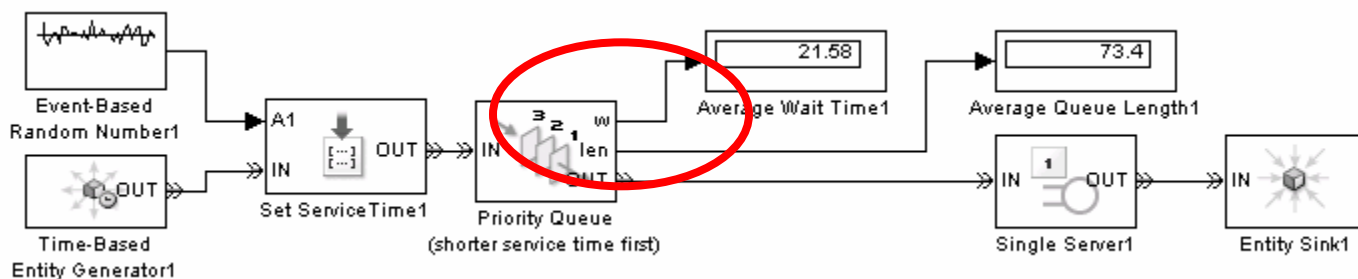 Event-Based
Random Number1
OUT
Time-Based
Entity Generator1
A1
IN
[...]
[...]
OUT
Set ServiceTime1
IN
3
2
1
w
len
OUT
Priority Queue
(shorter service time first)
21.58
Average Wait Time1
73.4
Average Queue Length1
IN
1
OUT
Single Server1
IN
Entity Sink1